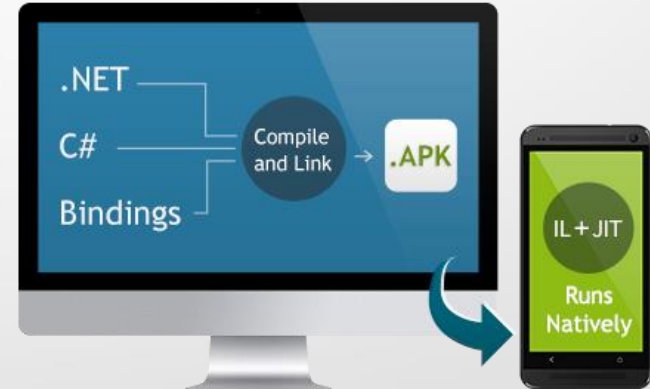 .NET
C#
Bindings
Compile
and Link
.APK
IL+JIT
Runs
Natively